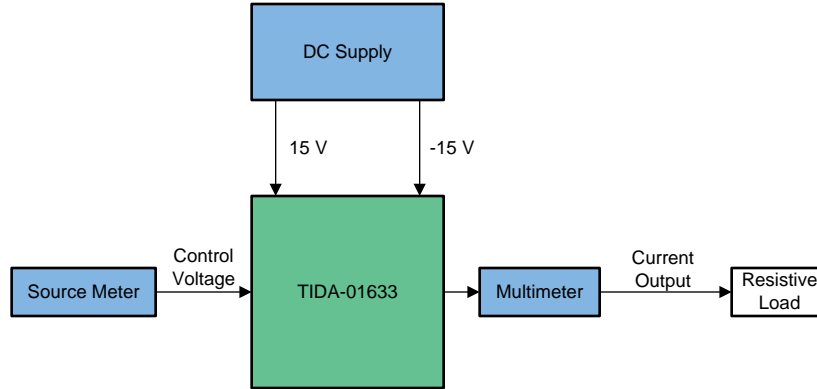 DC Supply
15 V
-15 V
Control
Voltage
Source Meter
TIDA-01633
Multimeter
Current
Output
Resistive
Load